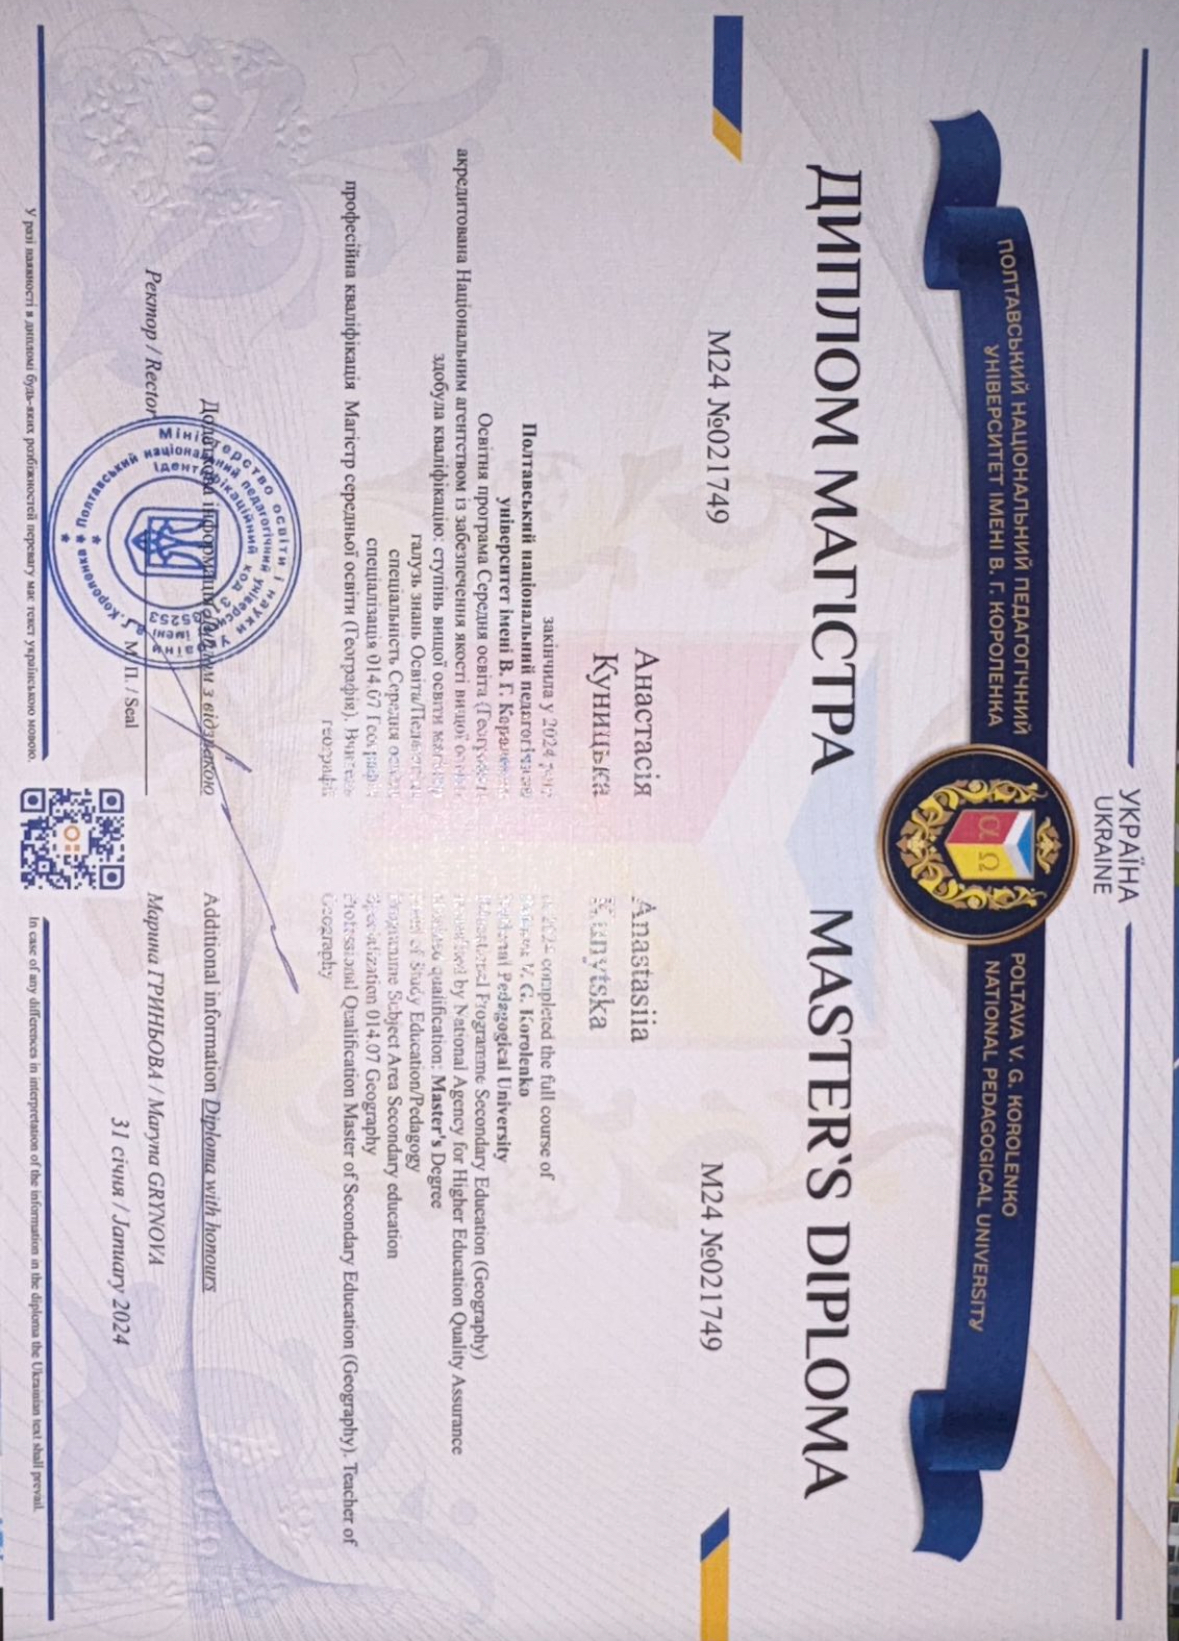 УКРАЇНА
UKRAINE
ПОЛТАВСЬКИЙ НАЦІОНАЛЬНИЙ ПЕДАГОГІЧНИЙ
УНІВЕРСИТЕТ ІМЕНІ В. Г. КОРОЛЕНКА
POLTAVA V. G. KOROLENKO
NATIONAL PEDAGOGICAL UNIVERSITY
ДИПЛОМ МАГІСТРА
MASTER'S DIPLOMA
M24 №021749
M24 №021749
Анастасія
Куницька
Anastasiia
Kunytska
закінчила у 2024 році
Полтавський національний педагогічний
університет імені В. Г. Короленка
Освітня програма Середня освіта (Географія)
акредитована Національним агентством із забезпечення якості вищої освіти
здобула кваліфікацію: ступінь вищої освіти магістр
галузь знань Освіта/Педагогіка
спеціальність Середня освіта
спеціалізація 014.07 Географія
професійна кваліфікація Магістр середньої освіти (Географія). Вчитель
географії
in 2024 completed the full course of
Poltava V. G. Korolenko
National Pedagogical University
Educational Programme Secondary Education (Geography)
by National Agency for Higher Education Quality Assurance
qualification: Master's Degree
Field of Study Education/Pedagogy
Programme Subject Area Secondary education
Specialization 014.07 Geography
Professional Qualification Master of Secondary Education (Geography). Teacher of
Geography
Додаткова інформація диплом з відзнакою
Additional information Diploma with honours
Ректор / Rector
М.П. / Seal
Марина ГРИНЬОВА / Maryna GRYNOVA
31 січня / January 2024
Міністерство освіти і науки України
Полтавський національний педагогічний університет імені В.Г. Короленка
Ідентифікаційний код
У разі наявності в дипломі будь-яких розбіжностей перевагу має текст українською мовою.
In case of any differences in interpretation of the information in the diploma the Ukrainian text shall prevail.